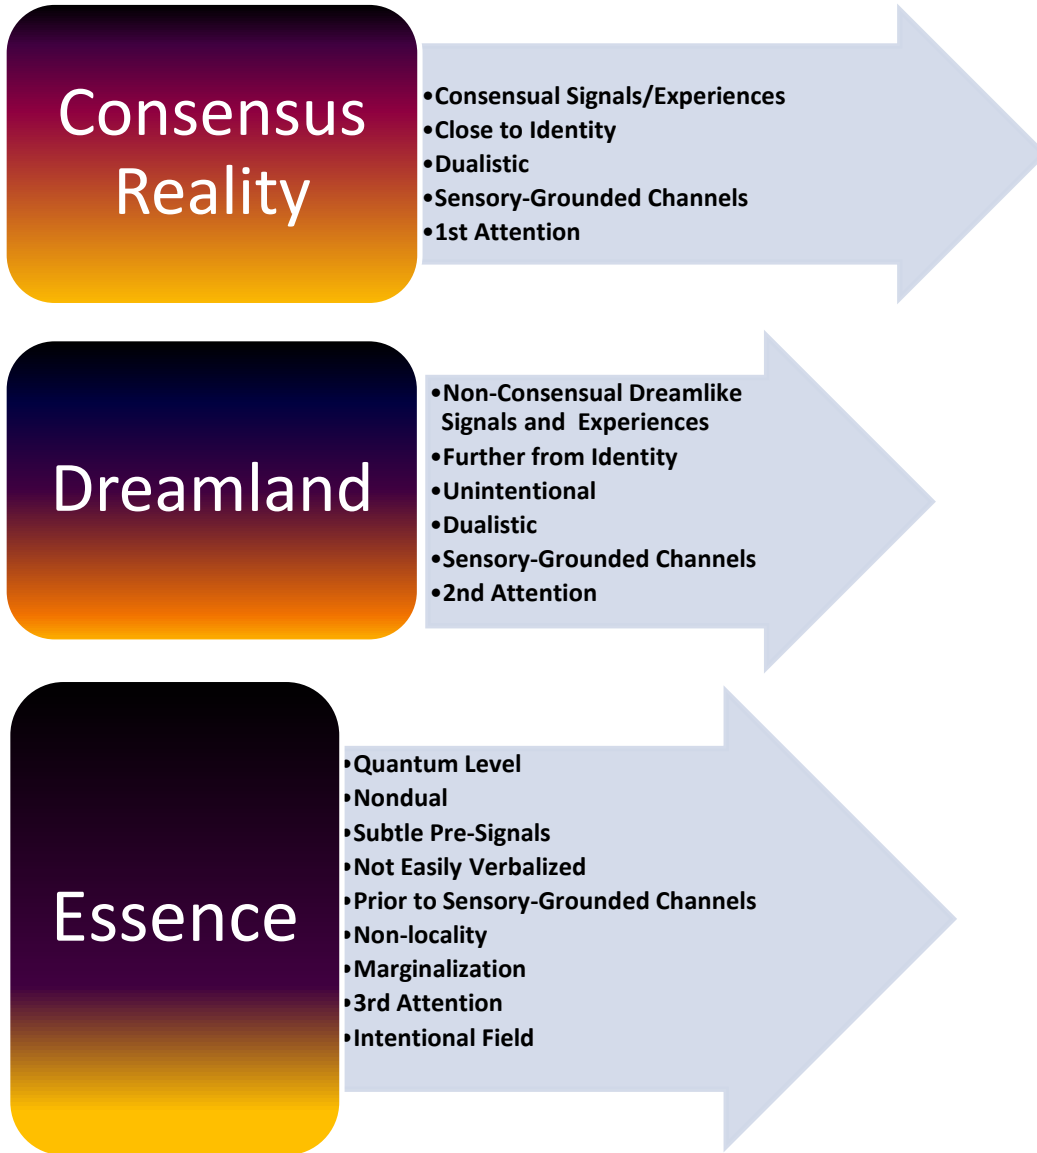 Consensus
Reality
•Consensual Signals/Experiences
•Close to Identity
•Dualistic
•Sensory-Grounded Channels
•1st Attention
Dreamland
•Non-Consensual Dreamlike
Signals and  Experiences
•Further from Identity
•Unintentional
•Dualistic
•Sensory-Grounded Channels
•2nd Attention
Essence
•Quantum Level
•Nondual
•Subtle Pre-Signals
•Not Easily Verbalized
•Prior to Sensory-Grounded Channels
•Non-locality
•Marginalization
•3rd Attention
•Intentional Field